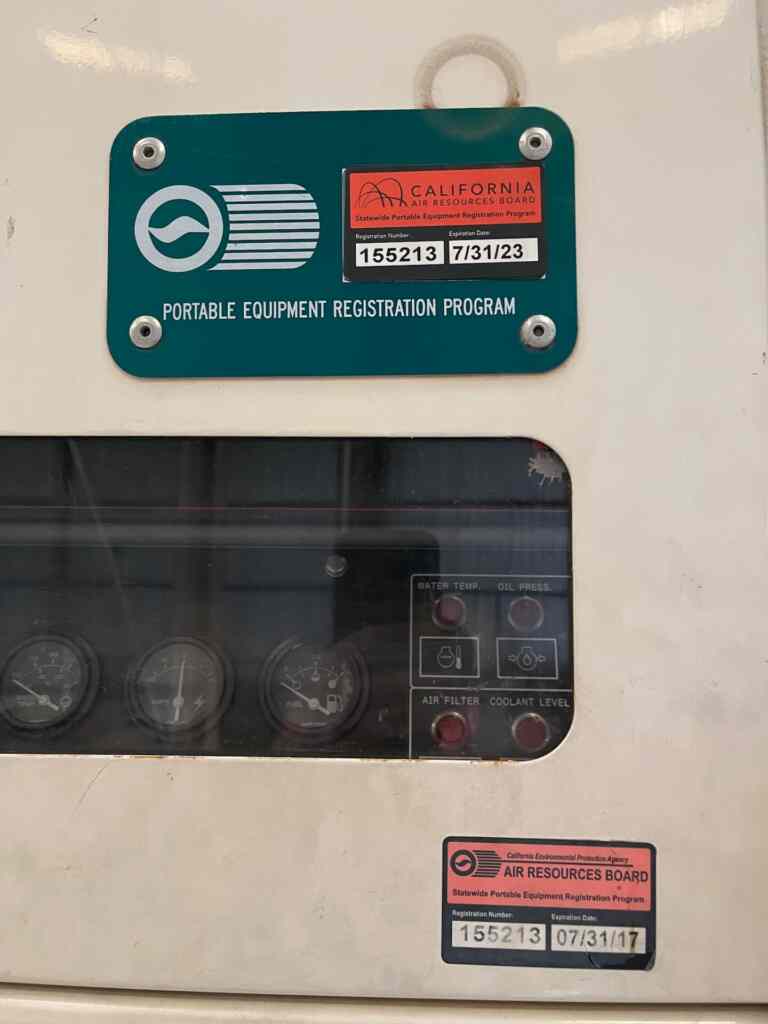 CALIFORNIA
AIR RESOURCES BOARD
Statewide Portable Equipment Registration Program
Registration Number: Expiration Date:
155213 7/31/23
PORTABLE EQUIPMENT REGISTRATION PROGRAM
WATER TEMP. OIL PRESS.
FUEL
AIR FILTER COOLANT LEVEL
California Environmental Protection Agency
AIR RESOURCES BOARD
Statewide Portable Equipment Registration Program
Registration Number: Expiration Date:
155213 07/31/17